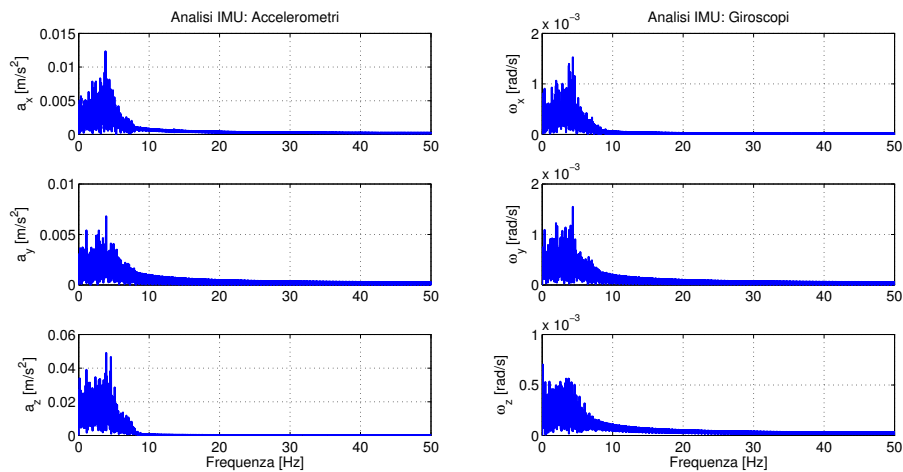 Analisi IMU: Accelerometri
0.015
0.01
0.005
0
a_x [m/s^2]
0 10 20 30 40 50
0.01
0.005
0
a_y [m/s^2]
0 10 20 30 40 50
0.06
0.04
0.02
0
a_z [m/s^2]
0 10 20 30 40 50
Frequenza [Hz]
Analisi IMU: Giroscopi
2 x 10^-3
1
0
ω_x [rad/s]
0 10 20 30 40 50
2 x 10^-3
1
0
ω_y [rad/s]
0 10 20 30 40 50
1 x 10^-3
0.5
0
ω_z [rad/s]
0 10 20 30 40 50
Frequenza [Hz]